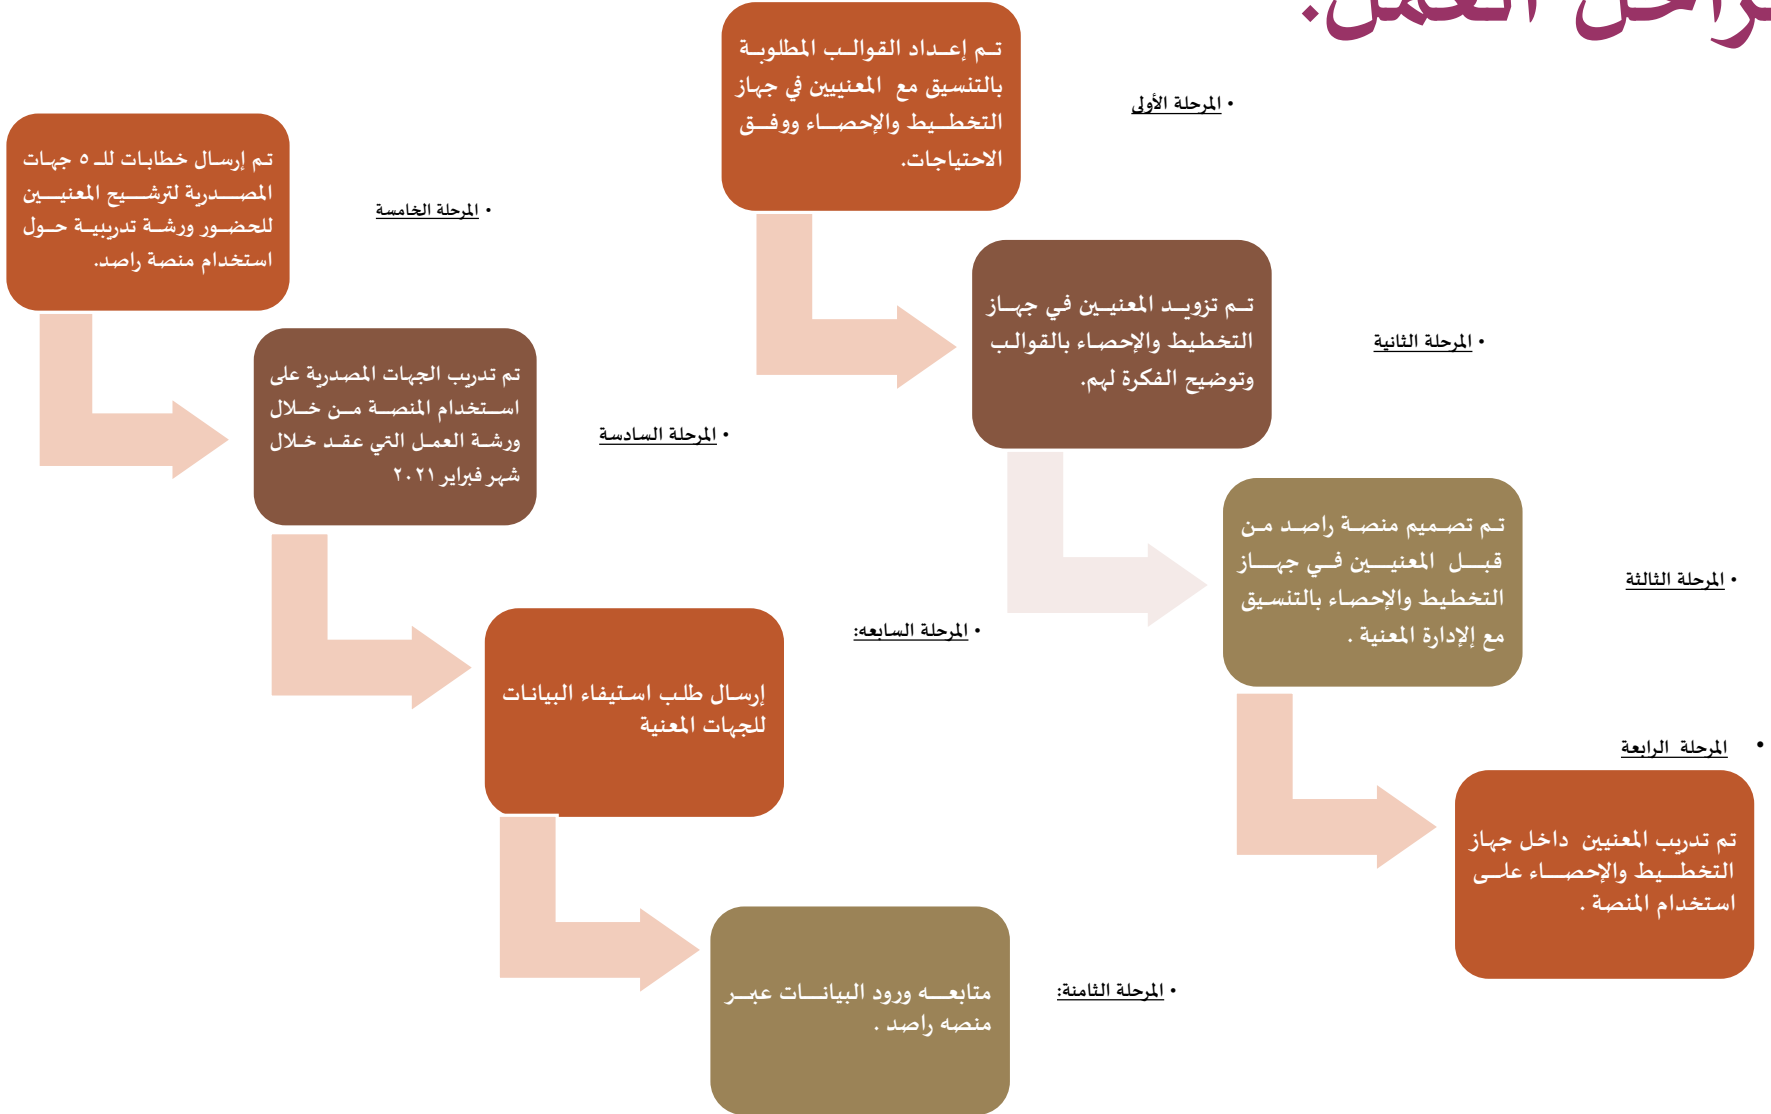 مراحل العمل:
• المرحلة الأولى
تم إعداد القوالب المطلوبة
بالتنسيق مع المعنيين في جهاز
التخطيط والإحصاء ووفق
الاحتياجات.
• المرحلة الثانية
تم تزويد المعنيين في جهاز
التخطيط والإحصاء بالقوالب
وتوضيح الفكرة لهم.
• المرحلة الثالثة
تم تصميم منصة راصد من
قبل المعنيين في جهاز
التخطيط والإحصاء بالتنسيق
مع إلإدارة المعنية .
• المرحلة الرابعة
تم تدريب المعنيين داخل جهاز
التخطيط والإحصاء على
استخدام المنصة .
• المرحلة الخامسة
تم إرسال خطابات للـ ٥ جهات
المصدرية لترشيح المعنيين
للحضور ورشة تدريبية حول
استخدام منصة راصد.
• المرحلة السادسة
تم تدريب الجهات المصدرية على
استخدام المنصة من خلال
ورشة العمل التي عقد خلال
شهر فبراير ٢٠٢١
• المرحلة السابعه:
إرسال طلب استيفاء البيانات
للجهات المعنية
• المرحلة الثامنة:
متابعه ورود البيانات عبر
منصه راصد .